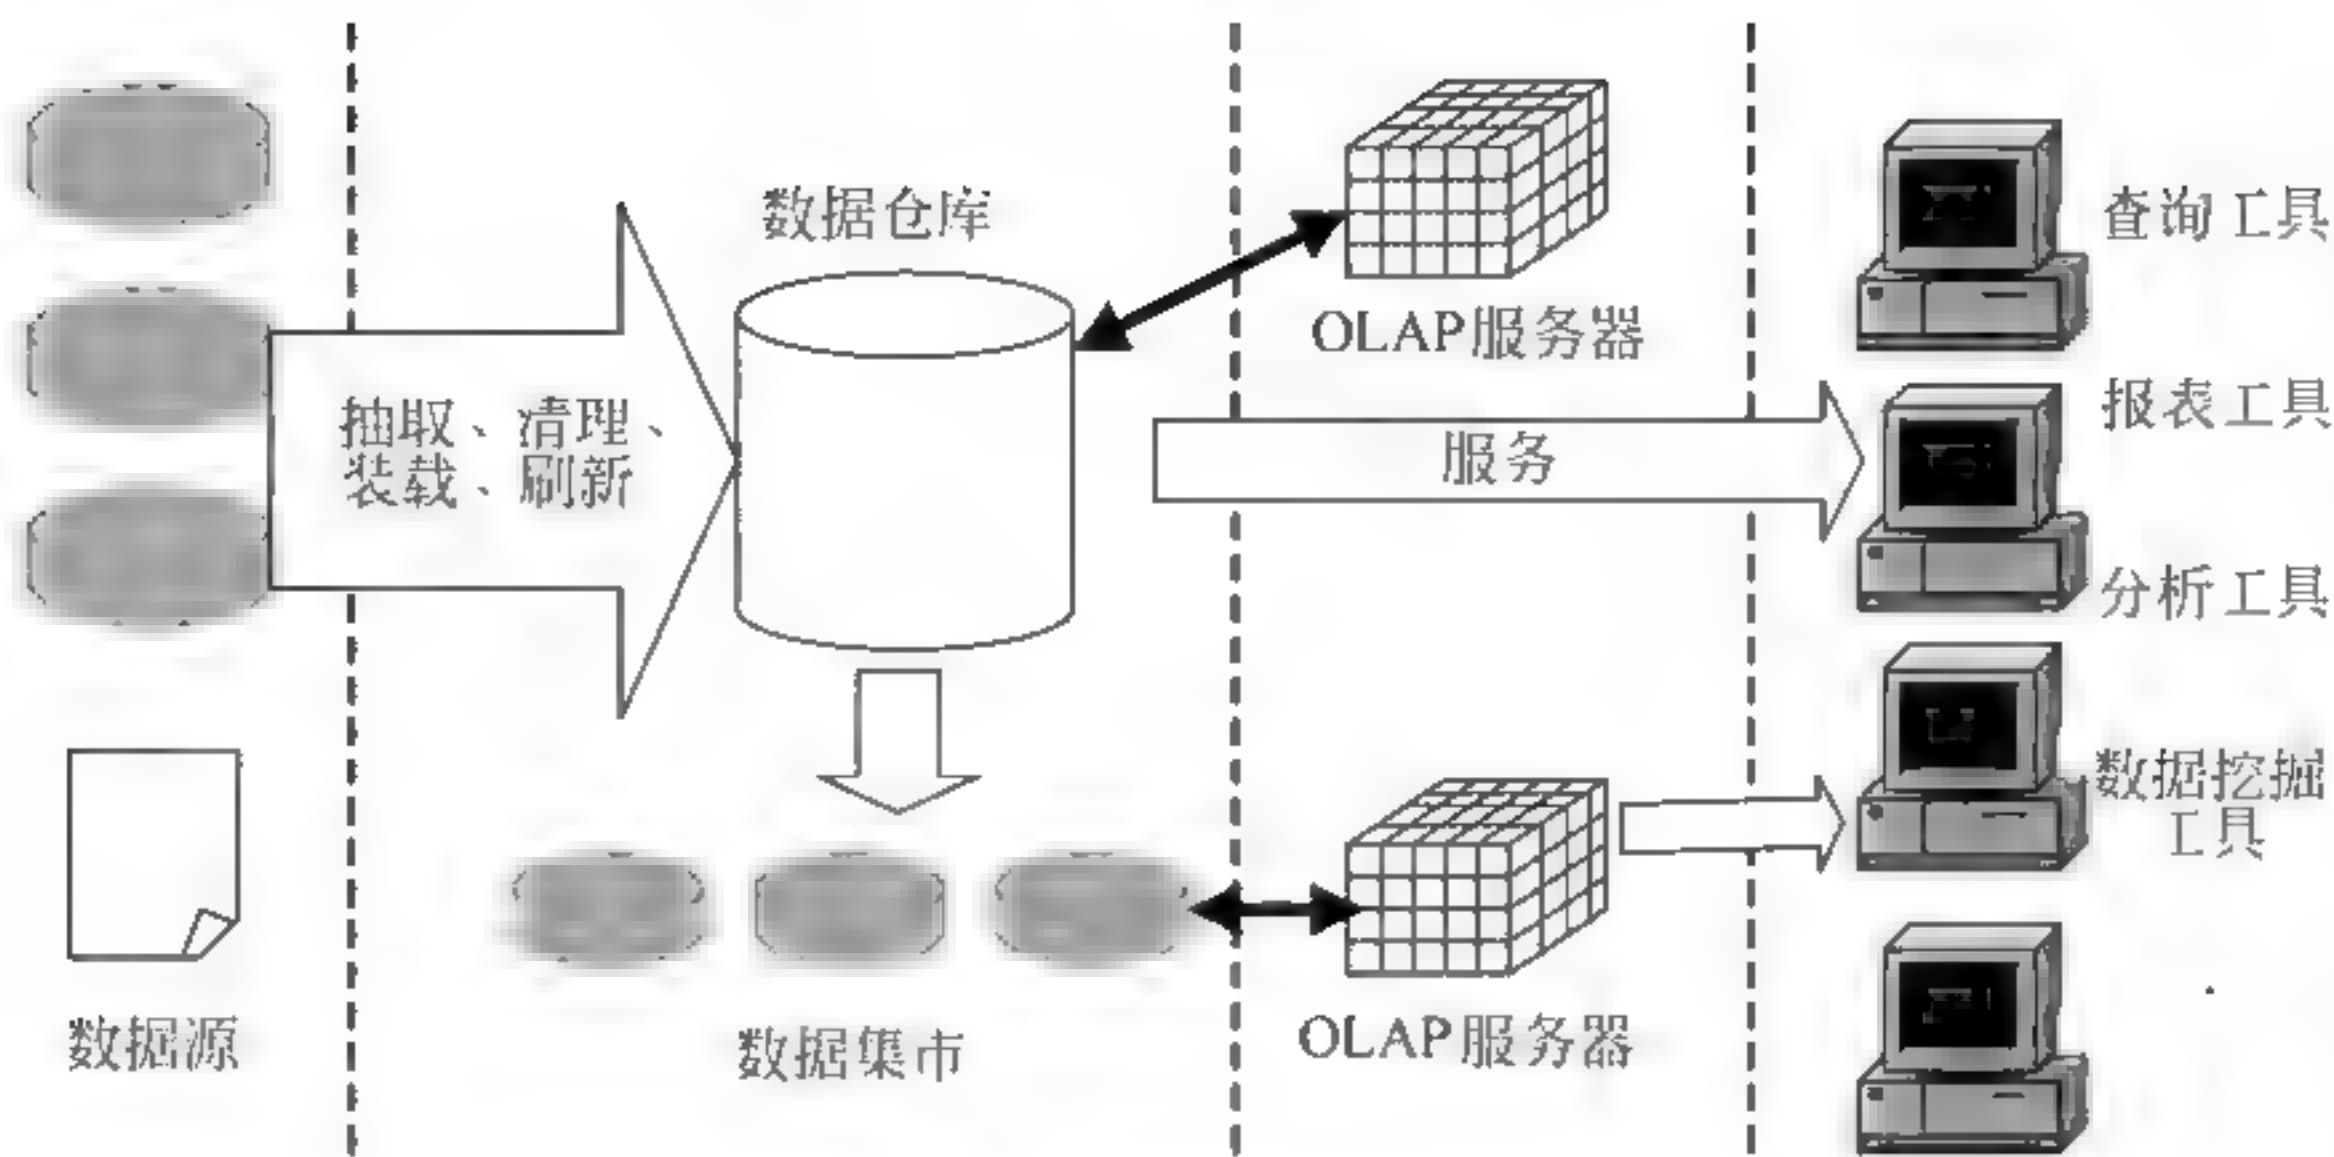 数据仓库
抽取、清理、
装载、刷新
数据源
数据集市
OLAP服务器
服务
OLAP服务器
查询工具
报表工具
分析工具
数据挖掘
工具